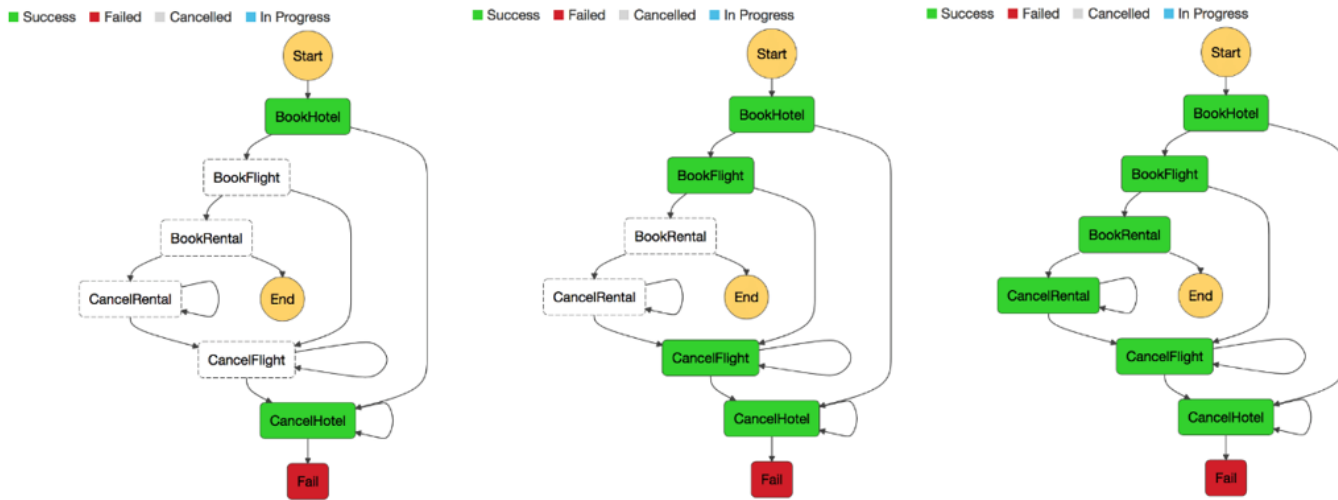 Success Failed Cancelled In Progress
Start
BookHotel
BookFlight
BookRental
CancelRental
End
CancelFlight
CancelHotel
Fail
Success Failed Cancelled In Progress
Start
BookHotel
BookFlight
BookRental
CancelRental
End
CancelFlight
CancelHotel
Fail
Success Failed Cancelled In Progress
Start
BookHotel
BookFlight
BookRental
CancelRental
End
CancelFlight
CancelHotel
Fail